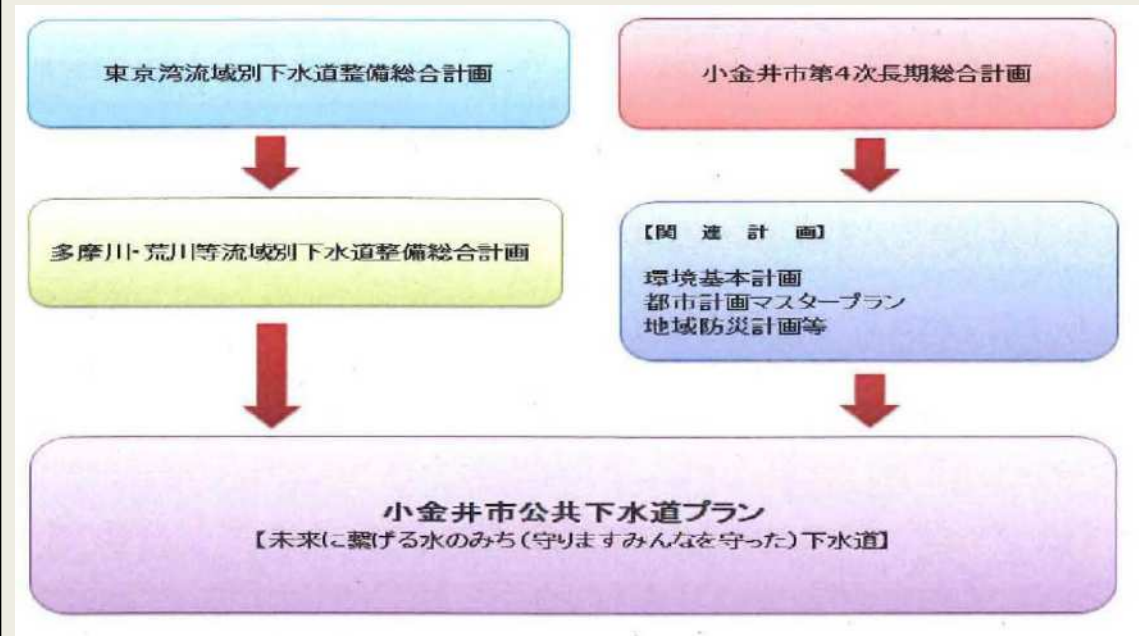 東京湾流域別下水道整備総合計画
小金井市第4次長期総合計画
多摩川・荒川等流域別下水道整備総合計画
【関 連 計 画】
環境基本計画
都市計画マスタープラン
地域防災計画等
小金井市公共下水道プラン
【未来に繋げる水のみち(守りますみんなを守った)下水道】